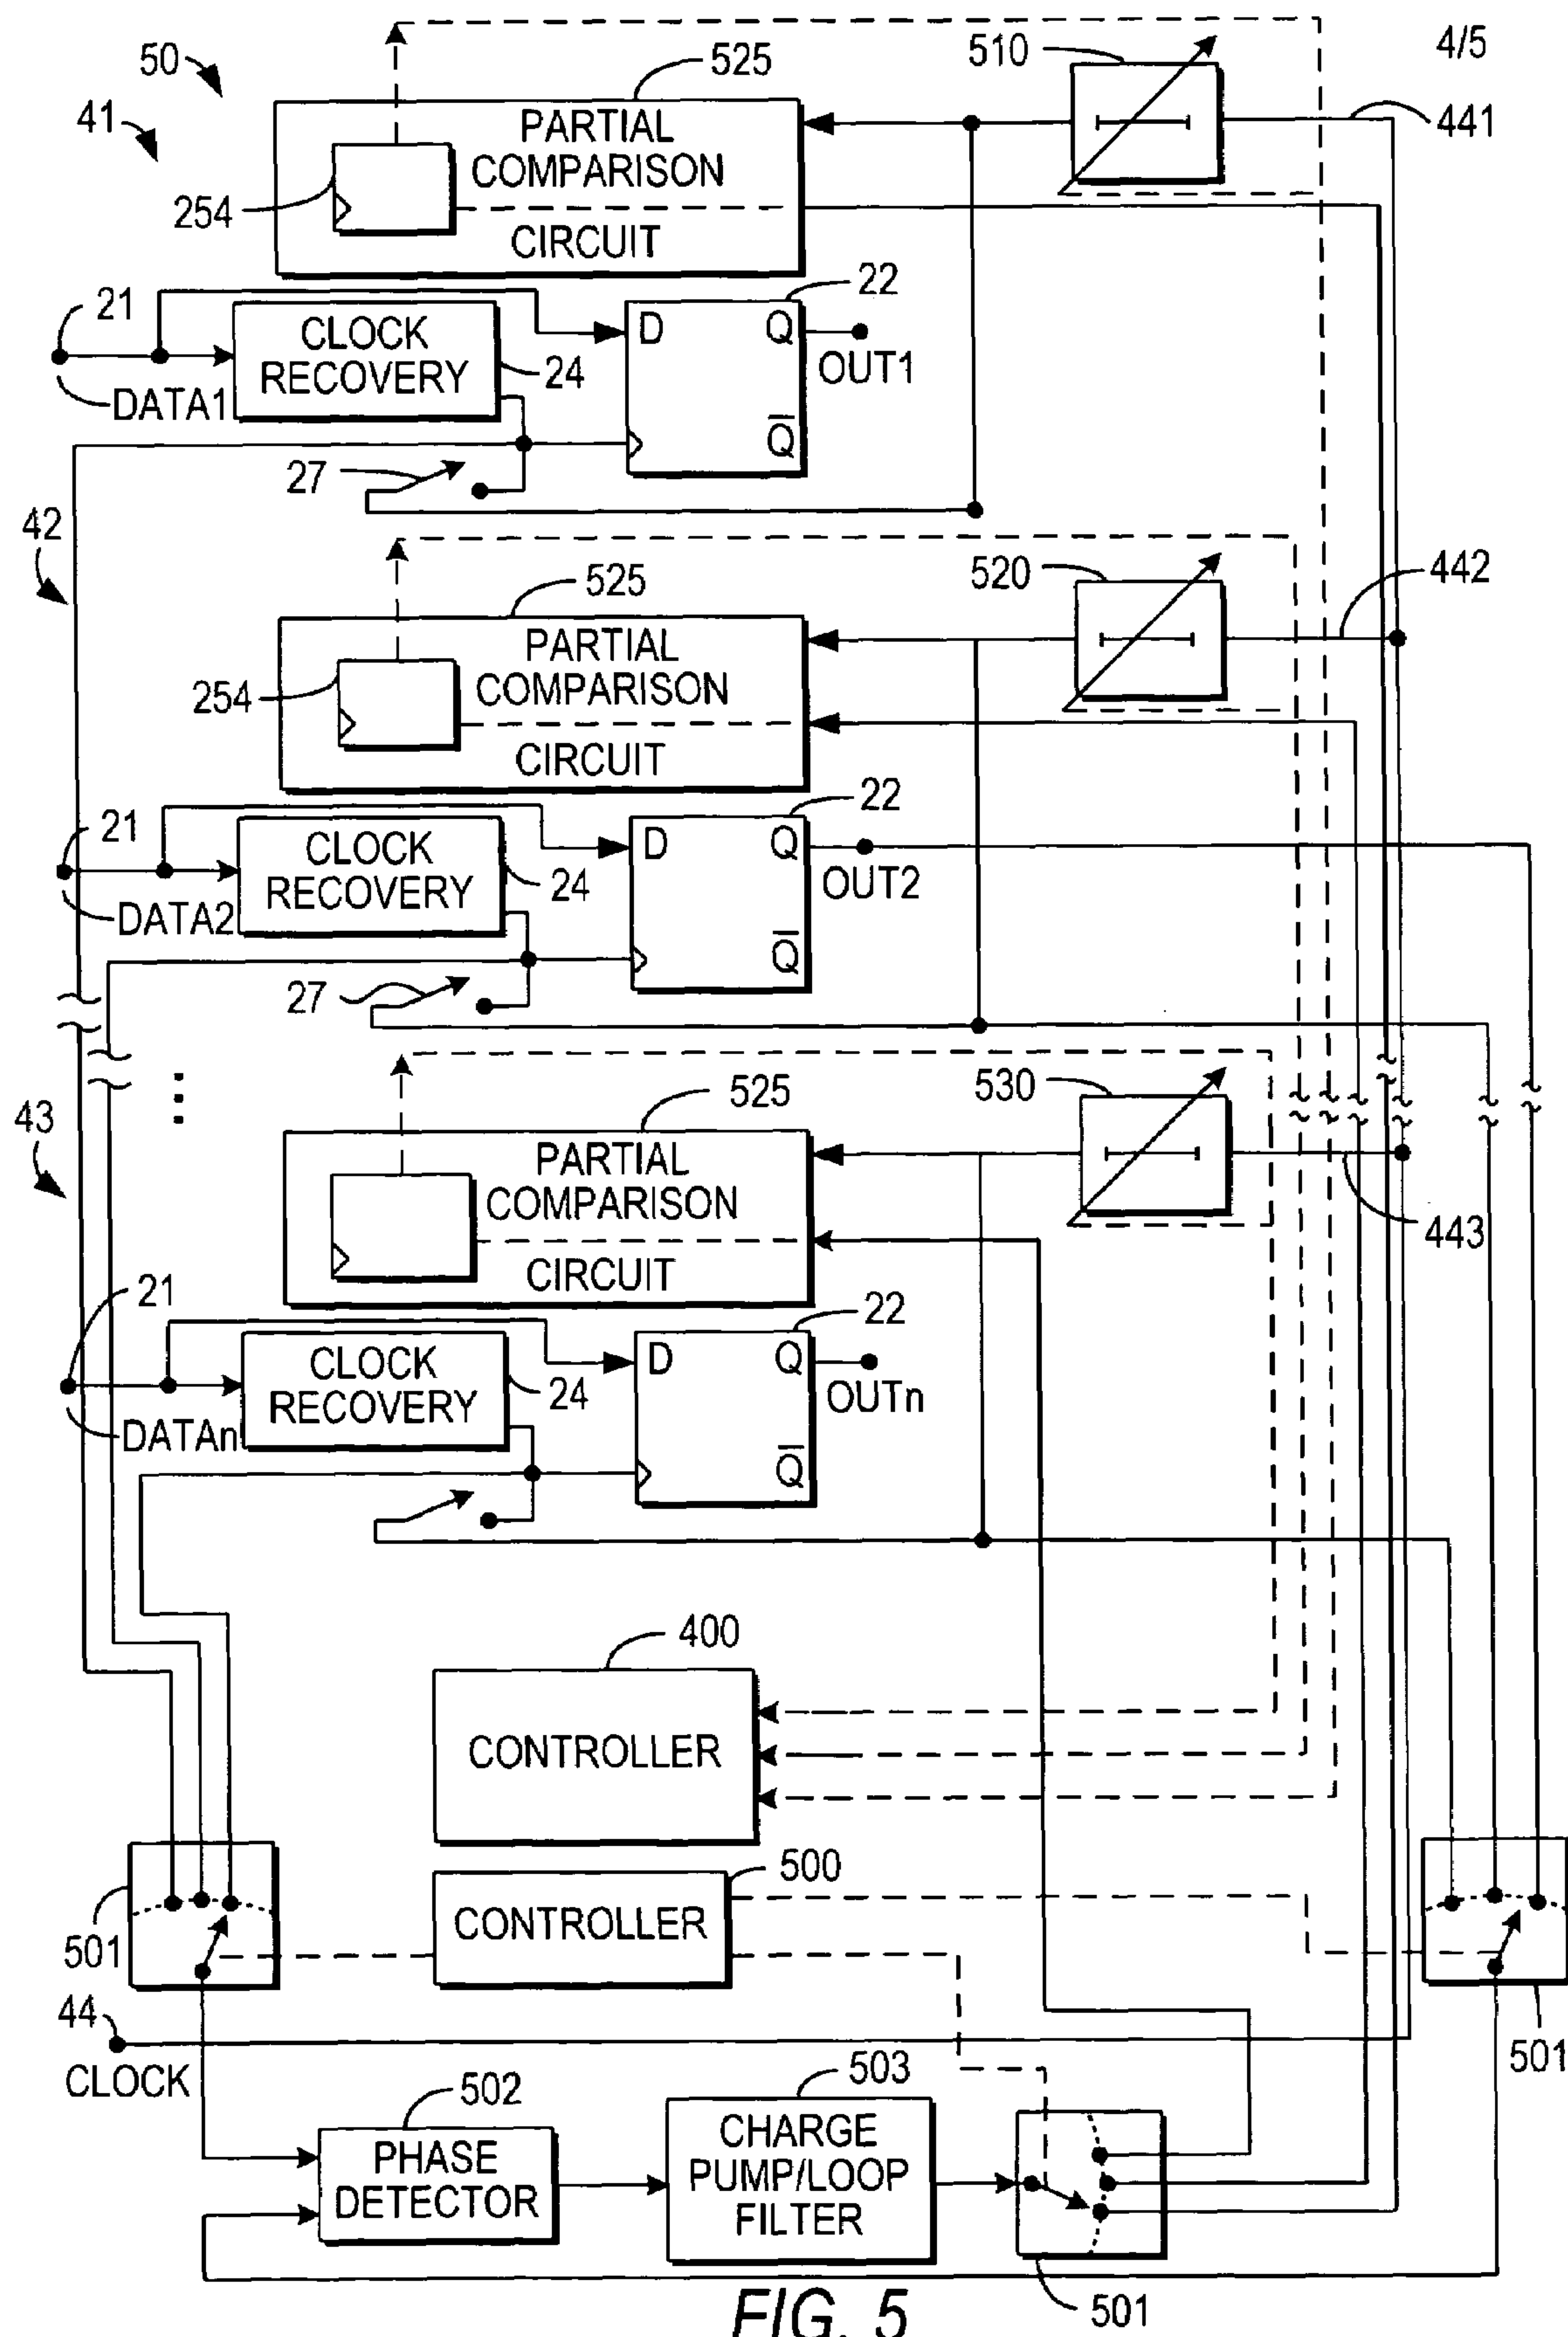 4/5
50
41
525
510
441
PARTIAL
COMPARISON
CIRCUIT
254
21
DATA1
CLOCK
RECOVERY
24
22
D
Q
Q̅
OUT1
27
42
525
520
442
PARTIAL
COMPARISON
CIRCUIT
254
21
DATA2
CLOCK
RECOVERY
24
22
D
Q
Q̅
OUT2
27
43
525
530
443
PARTIAL
COMPARISON
CIRCUIT
21
DATAn
CLOCK
RECOVERY
24
22
D
Q
Q̅
OUTn
400
CONTROLLER
500
CONTROLLER
501
501
44
CLOCK
502
PHASE
DETECTOR
503
CHARGE
PUMP/LOOP
FILTER
501
FIG. 5